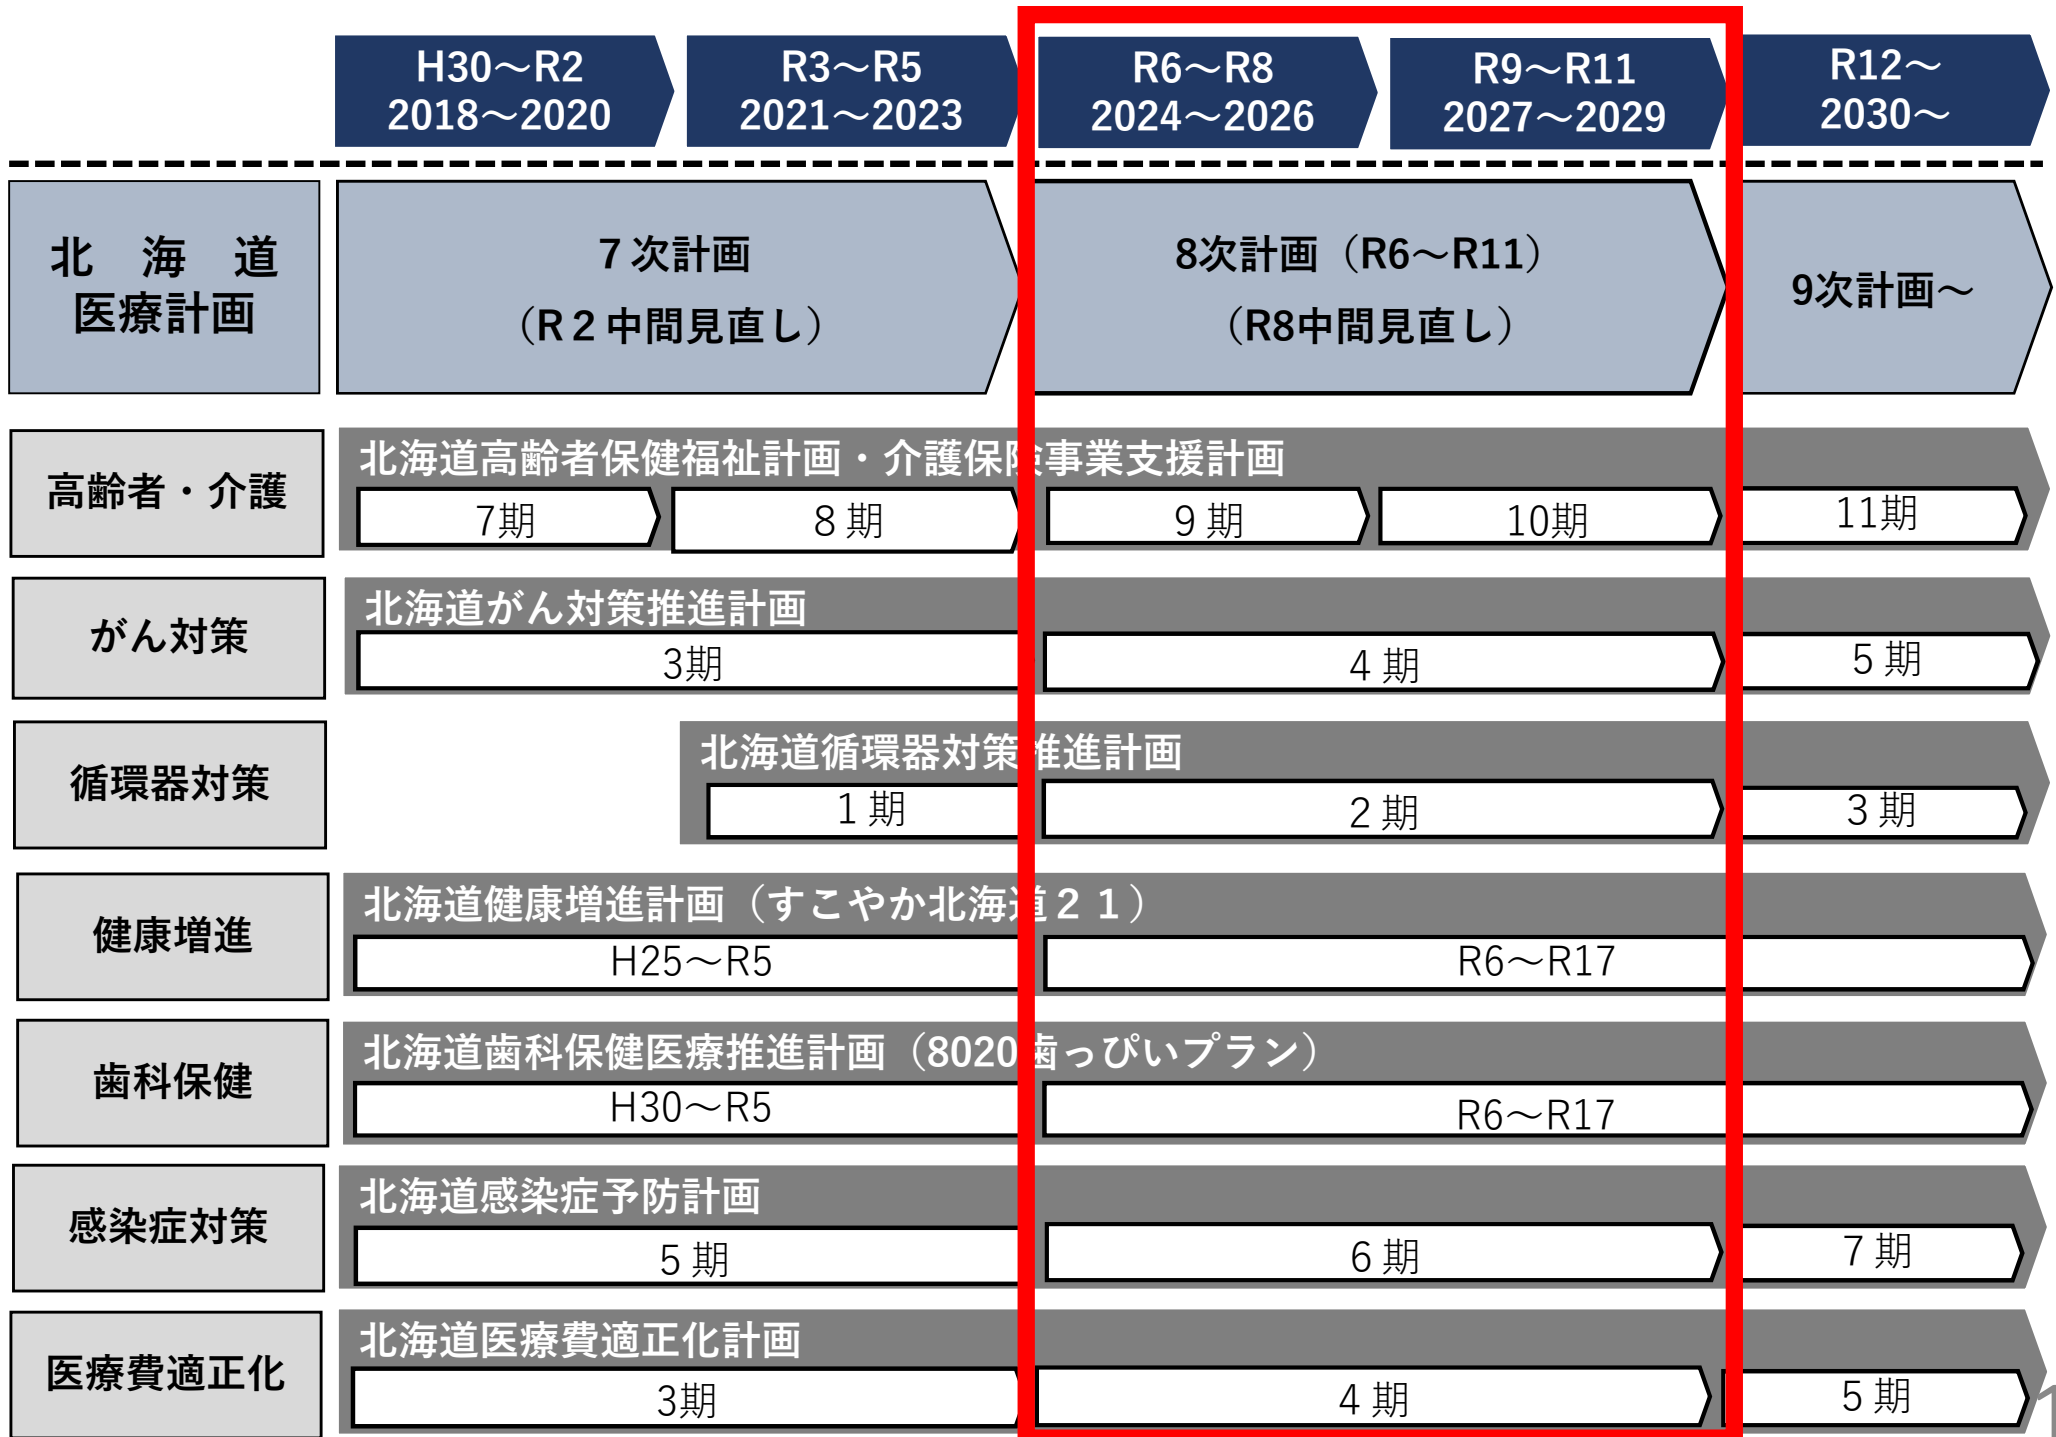 H30～R2
2018～2020
R3～R5
2021～2023
R6～R8
2024～2026
R9～R11
2027～2029
R12～
2030～
北　海　道
医療計画
７次計画
（R２中間見直し）
8次計画（R6～R11）
（R8中間見直し）
9次計画～
高齢者・介護
北海道高齢者保健福祉計画・介護保険事業支援計画
7期
８期
９期
10期
11期
がん対策
北海道がん対策推進計画
3期
４期
５期
循環器対策
北海道循環器対策推進計画
１期
２期
３期
健康増進
北海道健康増進計画（すこやか北海道２１）
H25～R5
R6～R17
歯科保健
北海道歯科保健医療推進計画（8020歯っぴいプラン）
H30～R5
R6～R17
感染症対策
北海道感染症予防計画
５期
６期
７期
医療費適正化
北海道医療費適正化計画
3期
４期
５期